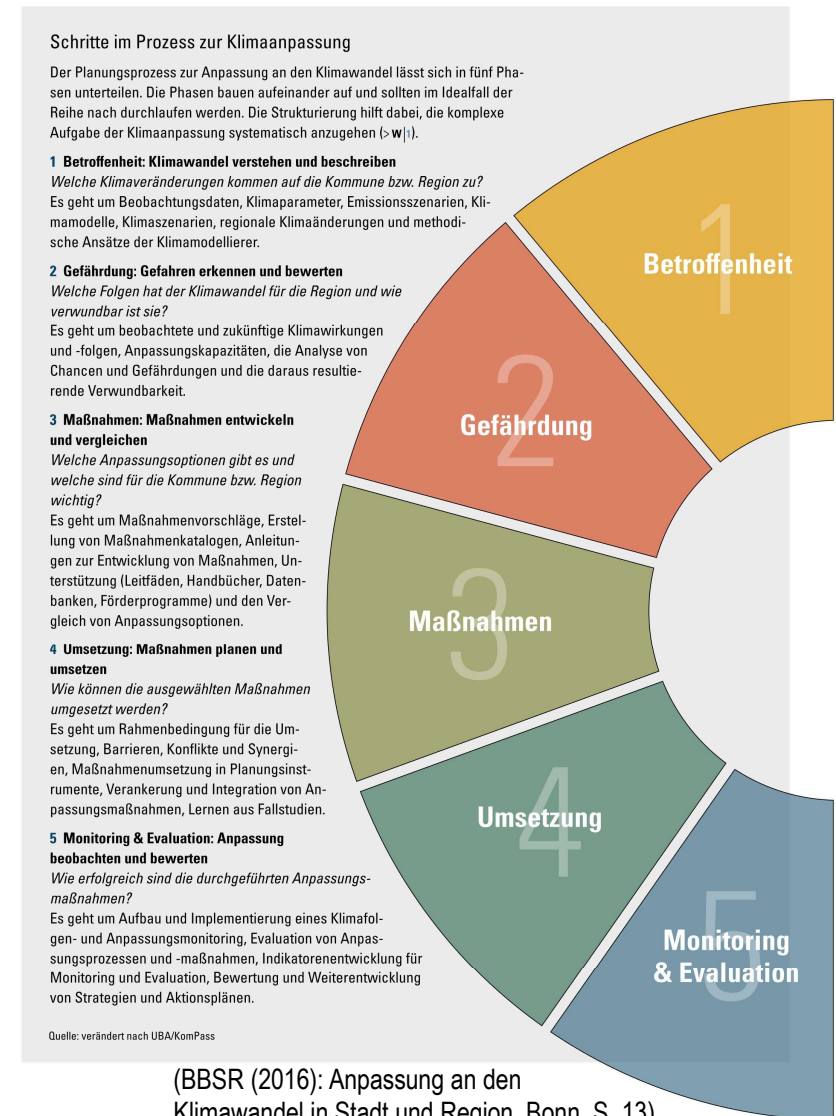 Schritte im Prozess zur Klimaanpassung
Der Planungsprozess zur Anpassung an den Klimawandel lässt sich in fünf Pha-
sen unterteilen. Die Phasen bauen aufeinander auf und sollten im Idealfall der
Reihe nach durchlaufen werden. Die Strukturierung hilft dabei, die komplexe
Aufgabe der Klimaanpassung systematisch anzugehen (> w|1).
1 Betroffenheit: Klimawandel verstehen und beschreiben
Welche Klimaveränderungen kommen auf die Kommune bzw. Region zu?
Es geht um Beobachtungsdaten, Klimaparameter, Emissionsszenarien, Kli-
mamodelle, Klimaszenarien, regionale Klimaänderungen und methodi-
sche Ansätze der Klimamodellierer.
2 Gefährdung: Gefahren erkennen und bewerten
Welche Folgen hat der Klimawandel für die Region und wie
verwundbar ist sie?
Es geht um beobachtete und zukünftige Klimawirkungen
und -folgen, Anpassungskapazitäten, die Analyse von
Chancen und Gefährdungen und die daraus resultie-
rende Verwundbarkeit.
3 Maßnahmen: Maßnahmen entwickeln
und vergleichen
Welche Anpassungsoptionen gibt es und
welche sind für die Kommune bzw. Region
wichtig?
Es geht um Maßnahmenvorschläge, Erstel-
lung von Maßnahmenkatalogen, Anleitun-
gen zur Entwicklung von Maßnahmen, Un-
terstützung (Leitfäden, Handbücher, Daten-
banken, Förderprogramme) und den Ver-
gleich von Anpassungsoptionen.
4 Umsetzung: Maßnahmen planen und
umsetzen
Wie können die ausgewählten Maßnahmen
umgesetzt werden?
Es geht um Rahmenbedingung für die Um-
setzung, Barrieren, Konflikte und Synergi-
en, Maßnahmenumsetzung in Planungsinst-
rumente, Verankerung und Integration von An-
passungsmaßnahmen, Lernen aus Fallstudien.
5 Monitoring & Evaluation: Anpassung
beobachten und bewerten
Wie erfolgreich sind die durchgeführten Anpassungs-
maßnahmen?
Es geht um Aufbau und Implementierung eines Klimafol-
gen- und Anpassungsmonitoring, Evaluation von Anpas-
sungsprozessen und -maßnahmen, Indikatorenentwicklung für
Monitoring und Evaluation, Bewertung und Weiterentwicklung
von Strategien und Aktionsplänen.
Quelle: verändert nach UBA/KomPass
1
Betroffenheit
2
Gefährdung
3
Maßnahmen
4
Umsetzung
5
Monitoring
& Evaluation
(BBSR (2016): Anpassung an den
Klimawandel in Stadt und Region, Bonn, S. 13)